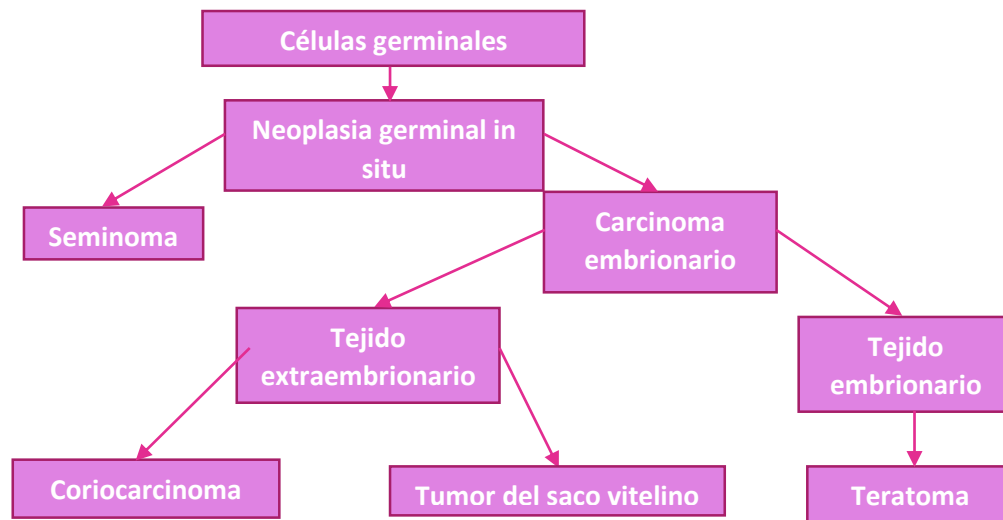 Células germinales
Neoplasia germinal in
situ
Seminoma
Carcinoma
embrionario
Tejido
extraembrionario
Tejido
embrionario
Coriocarcinoma
Tumor del saco vitelino
Teratoma